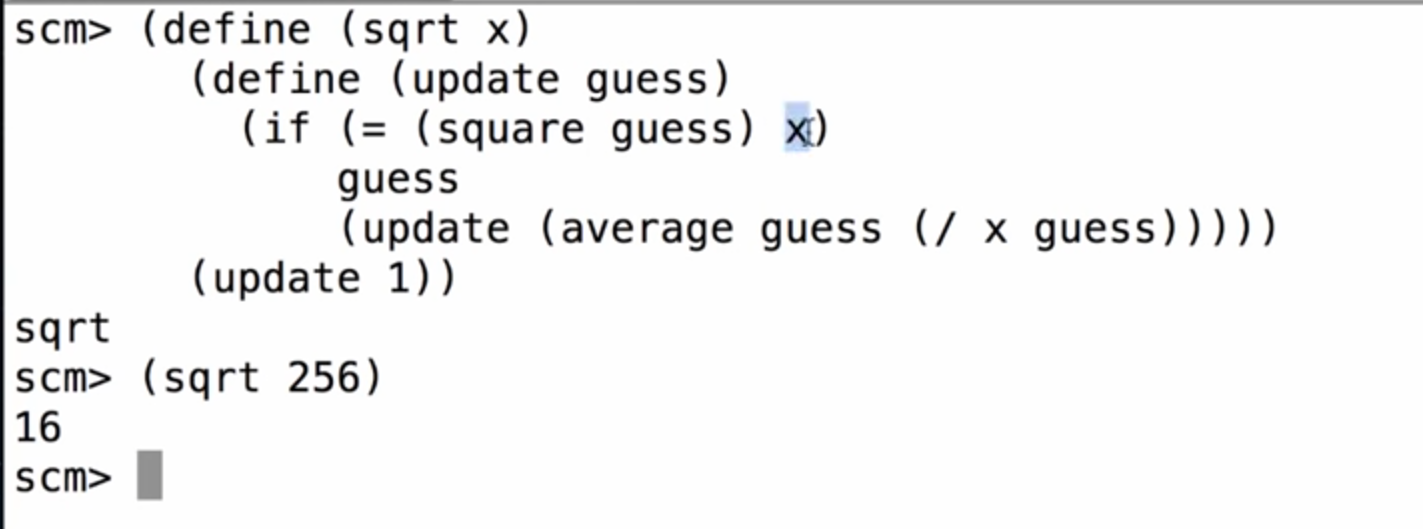 scm> (define (sqrt x)
(define (update guess)
(if (= (square guess) x)
guess
(update (average guess (/ x guess)))))
(update 1))
sqrt
scm> (sqrt 256)
16
scm>